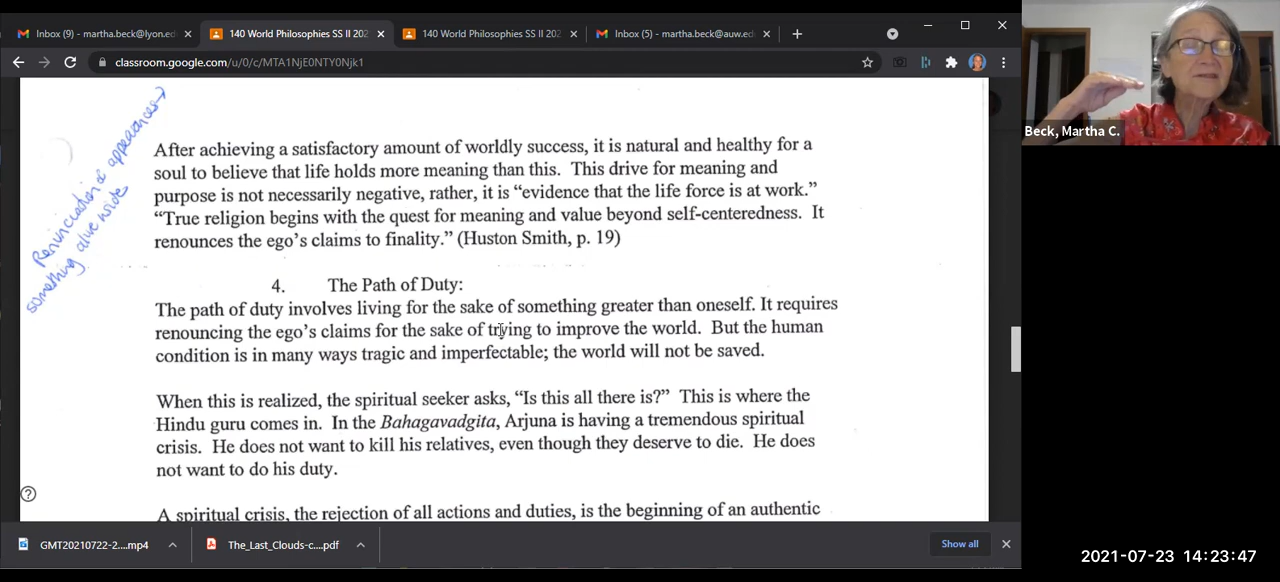 Inbox (9) - martha.beck@lyon.ed
140 World Philosophies SS II 202
140 World Philosophies SS II 202
Inbox (5) - martha.beck@auw.ed
classroom.google.com/u/0/c/MTA1NjE0NTY0Njk1
Beck, Martha C.
Renunciation of appearances →
something alive inside
After achieving a satisfactory amount of worldly success, it is natural and healthy for a
soul to believe that life holds more meaning than this. This drive for meaning and
purpose is not necessarily negative, rather, it is “evidence that the life force is at work.”
“True religion begins with the quest for meaning and value beyond self-centeredness. It
renounces the ego’s claims to finality.” (Huston Smith, p. 19)
4. The Path of Duty:
The path of duty involves living for the sake of something greater than oneself. It requires
renouncing the ego’s claims for the sake of trying to improve the world. But the human
condition is in many ways tragic and imperfectable; the world will not be saved.
When this is realized, the spiritual seeker asks, “Is this all there is?” This is where the
Hindu guru comes in. In the Bahagavadgita, Arjuna is having a tremendous spiritual
crisis. He does not want to kill his relatives, even though they deserve to die. He does
not want to do his duty.
A spiritual crisis, the rejection of all actions and duties, is the beginning of an authentic
GMT20210722-2....mp4
The_Last_Clouds-c....pdf
Show all
2021-07-23 14:23:47